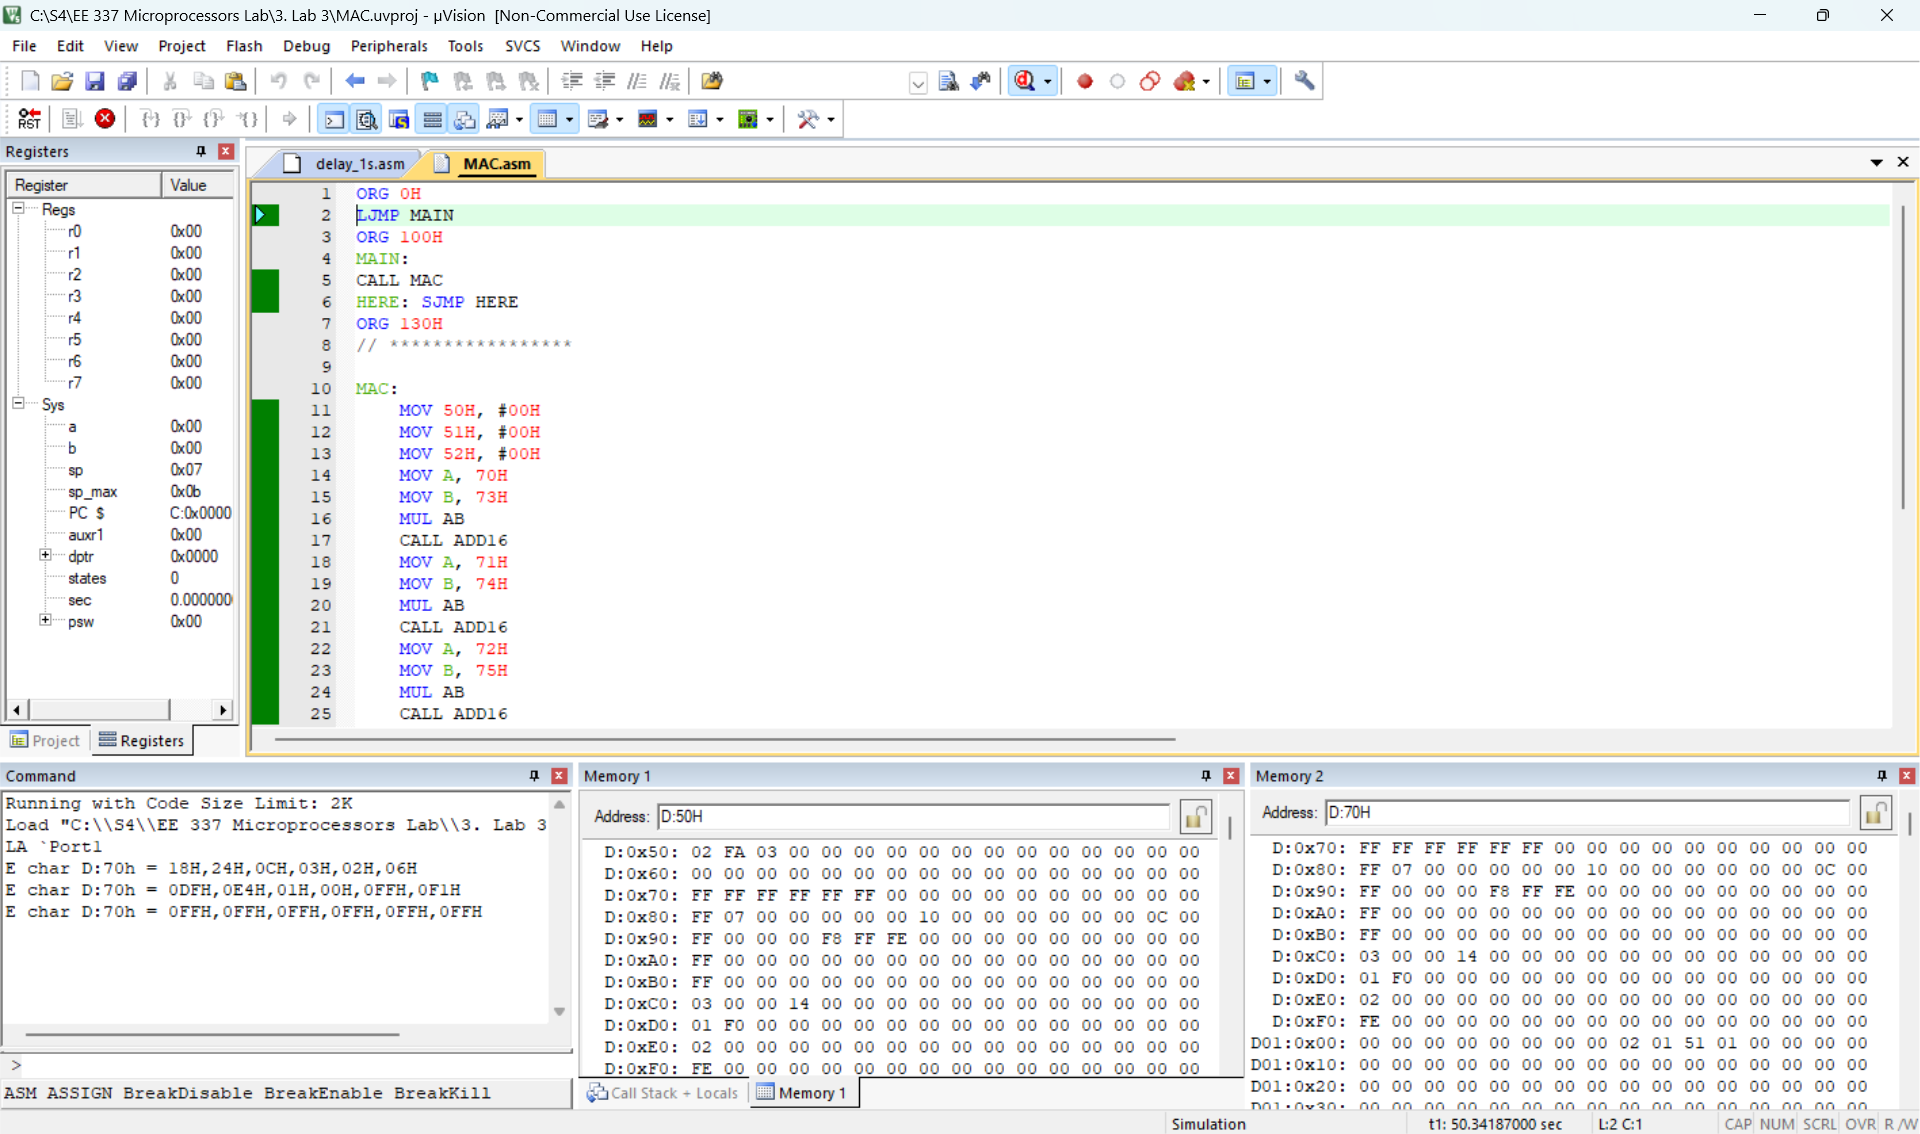 C:\S4\EE 337 Microprocessors Lab\3. Lab 3\MAC.uvproj - µVision [Non-Commercial Use License]
File Edit View Project Flash Debug Peripherals Tools SVCS Window Help
RST
Registers
Register Value
Regs
r0 0x00
r1 0x00
r2 0x00
r3 0x00
r4 0x00
r5 0x00
r6 0x00
r7 0x00
Sys
a 0x00
b 0x00
sp 0x07
sp_max 0x0b
PC $ C:0x0000
auxr1 0x00
dptr 0x0000
states 0
sec 0.000000
psw 0x00
Project Registers
delay_1s.asm MAC.asm
1 ORG 0H
2 LJMP MAIN
3 ORG 100H
4 MAIN:
5 CALL MAC
6 HERE: SJMP HERE
7 ORG 130H
8 // *****************
9
10 MAC:
11 MOV 50H, #00H
12 MOV 51H, #00H
13 MOV 52H, #00H
14 MOV A, 70H
15 MOV B, 73H
16 MUL AB
17 CALL ADD16
18 MOV A, 71H
19 MOV B, 74H
20 MUL AB
21 CALL ADD16
22 MOV A, 72H
23 MOV B, 75H
24 MUL AB
25 CALL ADD16
Command
Running with Code Size Limit: 2K
Load "C:\\S4\\EE 337 Microprocessors Lab\\3. Lab 3
LA `Port1
E char D:70h = 18H,24H,0CH,03H,02H,06H
E char D:70h = 0DFH,0E4H,01H,00H,0FFH,0F1H
E char D:70h = 0FFH,0FFH,0FFH,0FFH,0FFH,0FFH
>
ASM ASSIGN BreakDisable BreakEnable BreakKill
Memory 1
Address: D:50H
D:0x50: 02 FA 03 00 00 00 00 00 00 00 00 00 00 00 00 00
D:0x60: 00 00 00 00 00 00 00 00 00 00 00 00 00 00 00 00
D:0x70: FF FF FF FF FF FF 00 00 00 00 00 00 00 00 00 00
D:0x80: FF 07 00 00 00 00 00 10 00 00 00 00 00 00 0C 00
D:0x90: FF 00 00 00 F8 FF FE 00 00 00 00 00 00 00 00 00
D:0xA0: FF 00 00 00 00 00 00 00 00 00 00 00 00 00 00 00
D:0xB0: FF 00 00 00 00 00 00 00 00 00 00 00 00 00 00 00
D:0xC0: 03 00 00 14 00 00 00 00 00 00 00 00 00 00 00 00
D:0xD0: 01 F0 00 00 00 00 00 00 00 00 00 00 00 00 00 00
D:0xE0: 02 00 00 00 00 00 00 00 00 00 00 00 00 00 00 00
D:0xF0: FE 00 00 00 00 00 00 00 00 00 00 00 00 00 00 00
Call Stack + Locals Memory 1
Memory 2
Address: D:70H
D:0x70: FF FF FF FF FF FF 00 00 00 00 00 00 00 00 00 00
D:0x80: FF 07 00 00 00 00 00 10 00 00 00 00 00 00 0C 00
D:0x90: FF 00 00 00 F8 FF FE 00 00 00 00 00 00 00 00 00
D:0xA0: FF 00 00 00 00 00 00 00 00 00 00 00 00 00 00 00
D:0xB0: FF 00 00 00 00 00 00 00 00 00 00 00 00 00 00 00
D:0xC0: 03 00 00 14 00 00 00 00 00 00 00 00 00 00 00 00
D:0xD0: 01 F0 00 00 00 00 00 00 00 00 00 00 00 00 00 00
D:0xE0: 02 00 00 00 00 00 00 00 00 00 00 00 00 00 00 00
D:0xF0: FE 00 00 00 00 00 00 00 00 00 00 00 00 00 00 00
D01:0x00: 00 00 00 00 00 00 00 00 02 01 51 01 00 00 00 00
D01:0x10: 00 00 00 00 00 00 00 00 00 00 00 00 00 00 00 00
D01:0x20: 00 00 00 00 00 00 00 00 00 00 00 00 00 00 00 00
D01:0x30: 00 00 00 00 00 00 00 00 00 00 00 00 00 00 00 00
Simulation t1: 50.34187000 sec L:2 C:1 CAP NUM SCRL OVR R/W